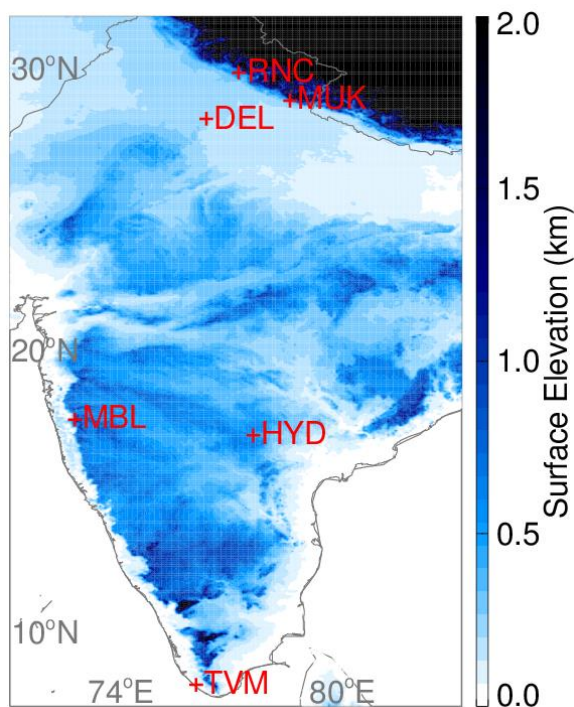 30°N
+RNC
+MUK
+DEL
20°N
+MBL
+HYD
10°N
74°E
80°E
+TVM
2.0
1.5
1.0
0.5
0.0
Surface Elevation (km)